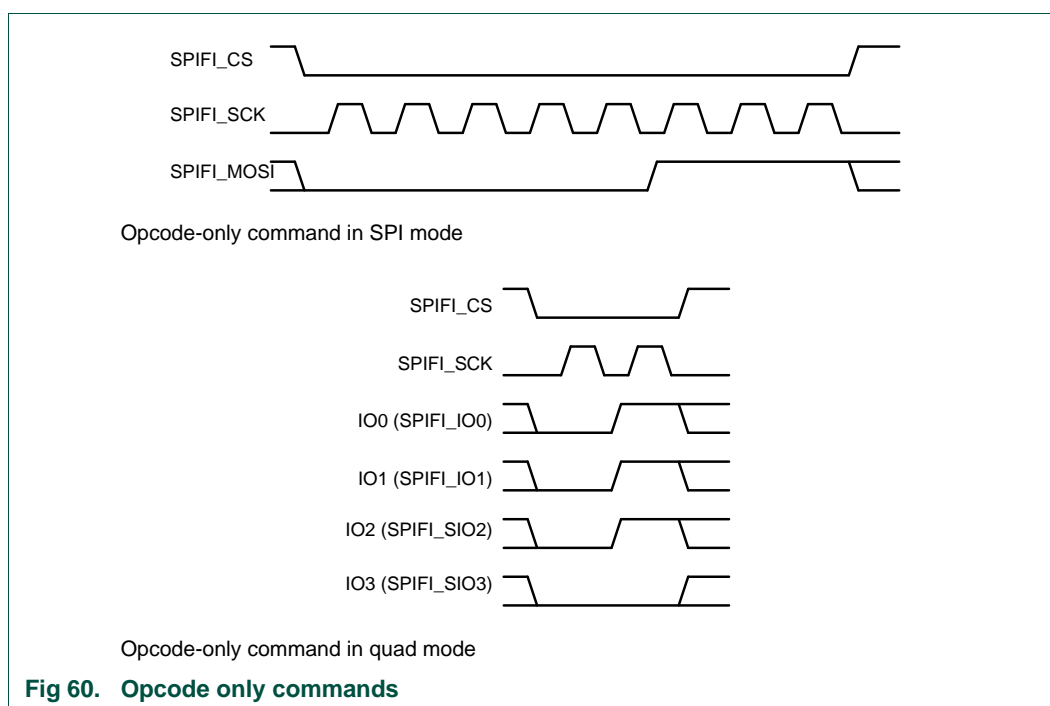 SPIFI_CS
SPIFI_SCK
SPIFI_MOSI
Opcode-only command in SPI mode
SPIFI_CS
SPIFI_SCK
IO0 (SPIFI_IO0)
IO1 (SPIFI_IO1)
IO2 (SPIFI_SIO2)
IO3 (SPIFI_SIO3)
Opcode-only command in quad mode
Fig 60. Opcode only commands